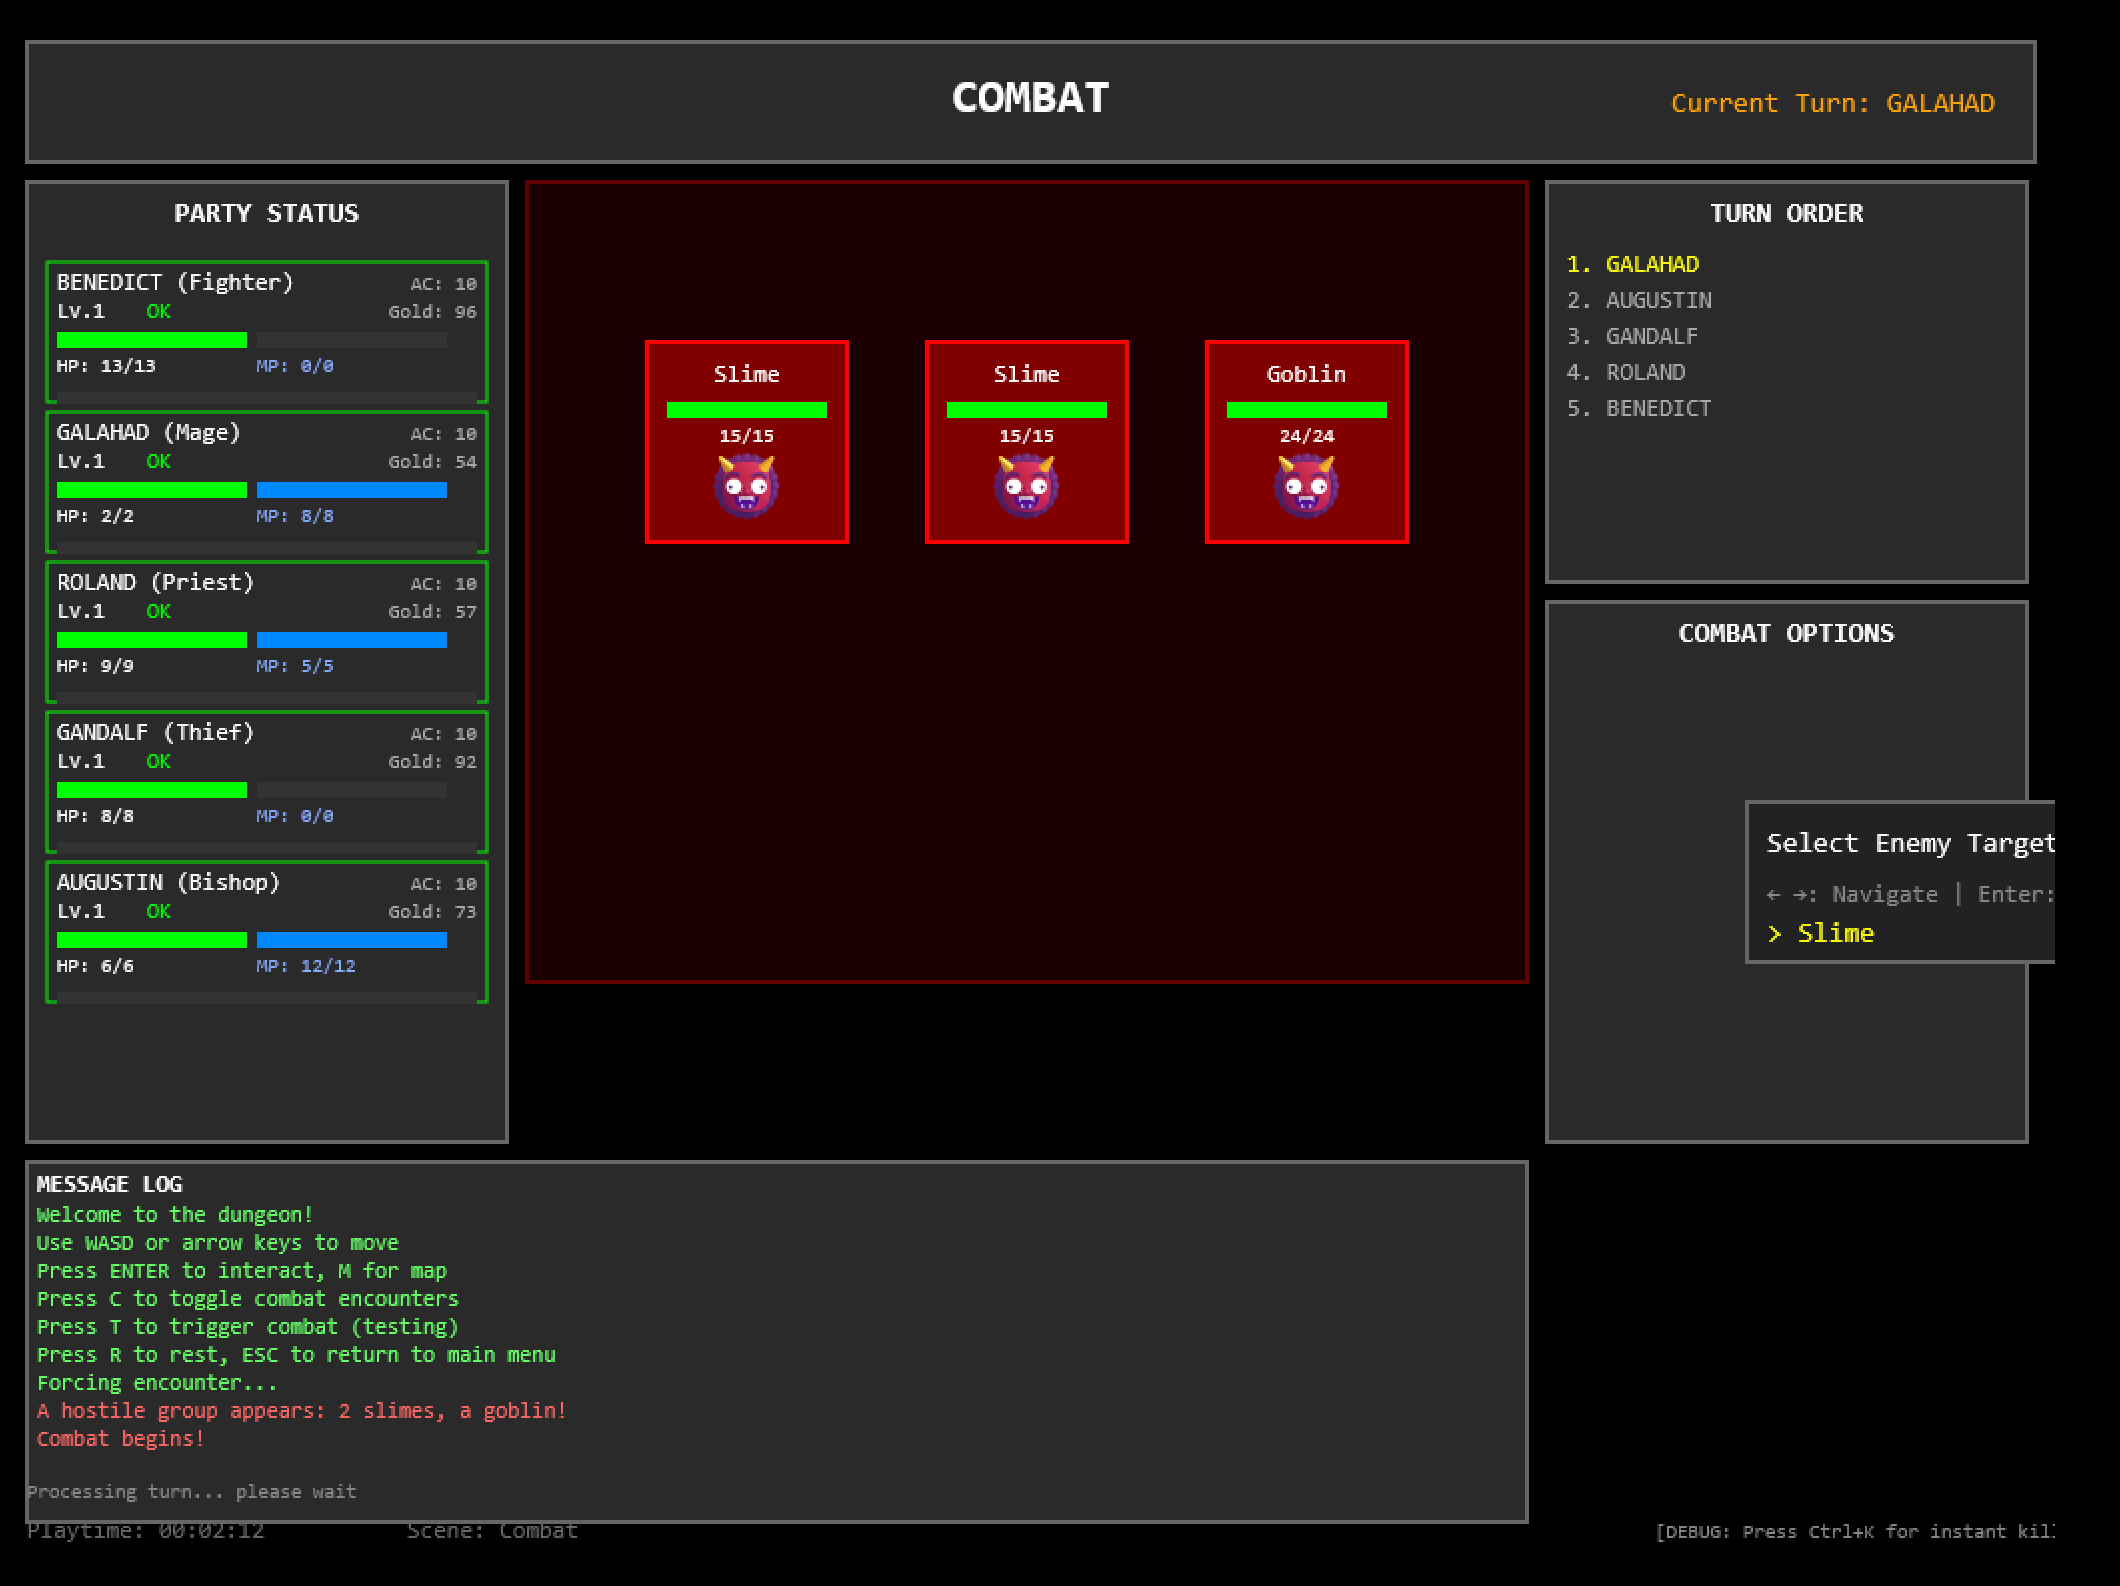 COMBAT
Current Turn: GALAHAD
PARTY STATUS
BENEDICT (Fighter) AC: 10
Lv.1 OK Gold: 96
HP: 13/13 MP: 0/0
GALAHAD (Mage) AC: 10
Lv.1 OK Gold: 54
HP: 2/2 MP: 8/8
ROLAND (Priest) AC: 10
Lv.1 OK Gold: 57
HP: 9/9 MP: 5/5
GANDALF (Thief) AC: 10
Lv.1 OK Gold: 92
HP: 8/8 MP: 0/0
AUGUSTIN (Bishop) AC: 10
Lv.1 OK Gold: 73
HP: 6/6 MP: 12/12
Slime
15/15
Slime
15/15
Goblin
24/24
TURN ORDER
1. GALAHAD
2. AUGUSTIN
3. GANDALF
4. ROLAND
5. BENEDICT
COMBAT OPTIONS
Select Enemy Target
← →: Navigate | Enter:
> Slime
MESSAGE LOG
Welcome to the dungeon!
Use WASD or arrow keys to move
Press ENTER to interact, M for map
Press C to toggle combat encounters
Press T to trigger combat (testing)
Press R to rest, ESC to return to main menu
Forcing encounter...
A hostile group appears: 2 slimes, a goblin!
Combat begins!
Processing turn... please wait
Playtime: 00:02:12 Scene: Combat
[DEBUG: Press Ctrl+K for instant kil